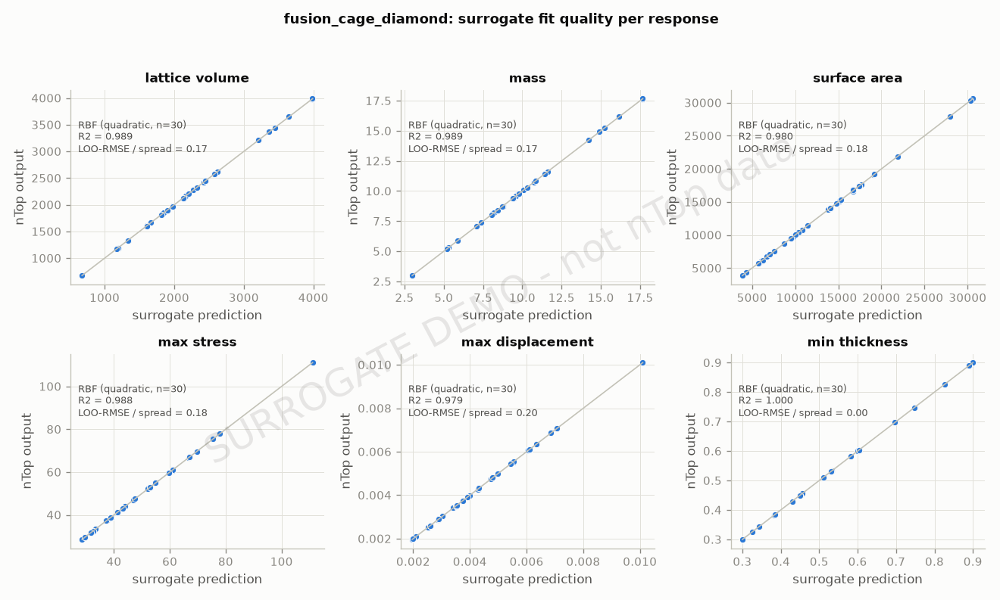 fusion_cage_diamond: surrogate fit quality per response
lattice volume
RBF (quadratic, n=30)
R2 = 0.989
LOO-RMSE / spread = 0.17
nTop output
4000
3500
3000
2500
2000
1500
1000
1000 2000 3000 4000
surrogate prediction
mass
RBF (quadratic, n=30)
R2 = 0.989
LOO-RMSE / spread = 0.17
nTop output
17.5
15.0
12.5
10.0
7.5
5.0
2.5
2.5 5.0 7.5 10.0 12.5 15.0 17.5
surrogate prediction
surface area
RBF (quadratic, n=30)
R2 = 0.980
LOO-RMSE / spread = 0.18
nTop output
30000
25000
20000
15000
10000
5000
5000 10000 15000 20000 25000 30000
surrogate prediction
max stress
RBF (quadratic, n=30)
R2 = 0.988
LOO-RMSE / spread = 0.18
nTop output
100
80
60
40
40 60 80 100
surrogate prediction
max displacement
RBF (quadratic, n=30)
R2 = 0.979
LOO-RMSE / spread = 0.20
nTop output
0.010
0.008
0.006
0.004
0.002
0.002 0.004 0.006 0.008 0.010
surrogate prediction
min thickness
RBF (quadratic, n=30)
R2 = 1.000
LOO-RMSE / spread = 0.00
nTop output
0.9
0.8
0.7
0.6
0.5
0.4
0.3
0.3 0.4 0.5 0.6 0.7 0.8 0.9
surrogate prediction
SURROGATE DEMO - not nTop data